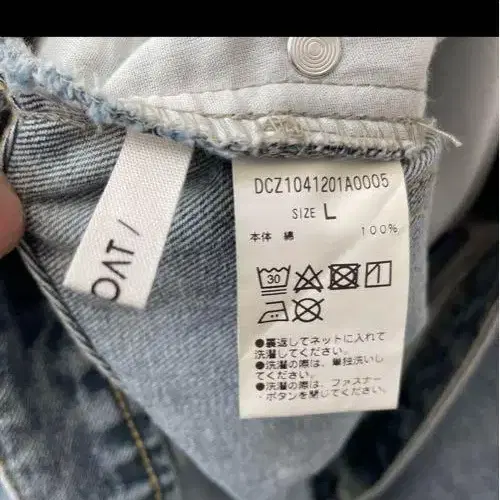 DCZ1041201A0005
SIZE L
本体 綿 100%
30
●裏返してネットに入れて
洗濯してください。
●洗濯の際は、単独洗いし
てください。
●洗濯の際は、ファスナー
・ボタンを閉じてください。
OAT /